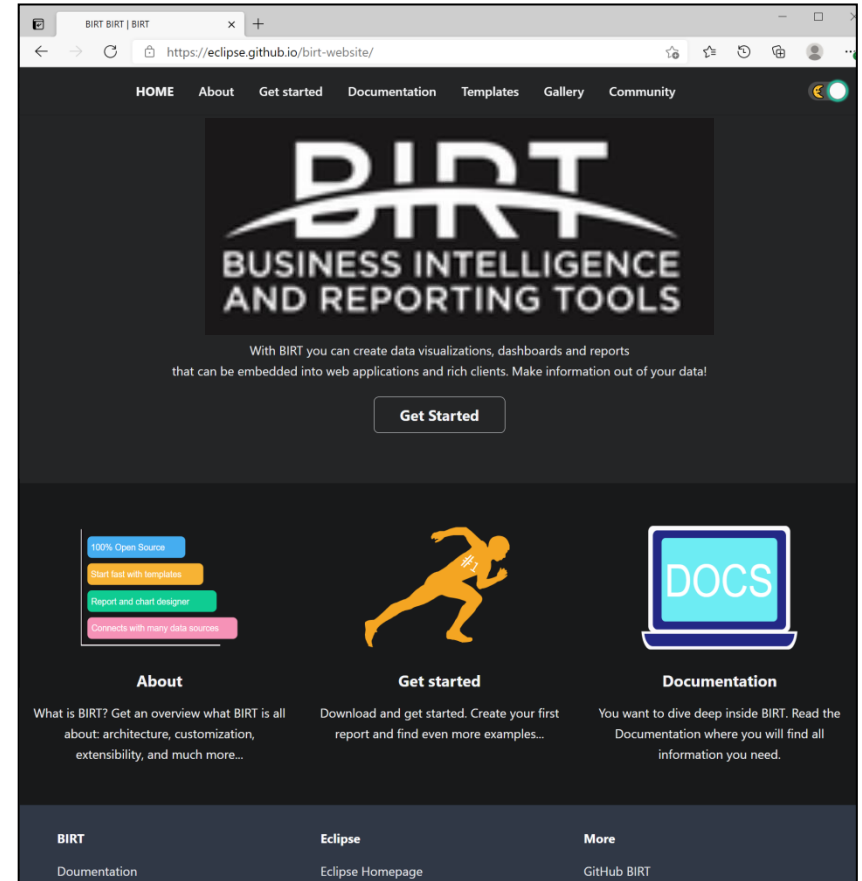 BIRT BIRT | BIRT
https://eclipse.github.io/birt-website/
HOME About Get started Documentation Templates Gallery Community
BIRT
BUSINESS INTELLIGENCE
AND REPORTING TOOLS
With BIRT you can create data visualizations, dashboards and reports
that can be embedded into web applications and rich clients. Make information out of your data!
Get Started
100% Open Source
Start fast with templates
Report and chart designer
Connects with many data sources
#1
DOCS
About
What is BIRT? Get an overview what BIRT is all
about: architecture, customization,
extensibility, and much more...
Get started
Download and get started. Create your first
report and find even more examples...
Documentation
You want to dive deep inside BIRT. Read the
Documentation where you will find all
information you need.
BIRT
Doumentation
Eclipse
Eclipse Homepage
More
GitHub BIRT